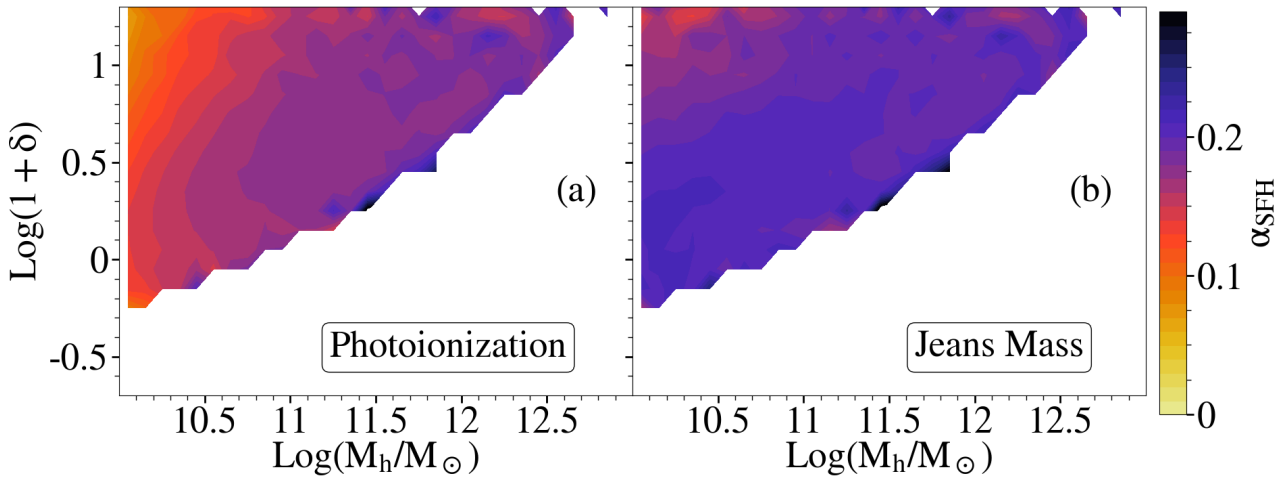 Log(1 + δ)
1
0.5
0
-0.5
(a)
Photoionization
10.5 11 11.5 12 12.5
Log(Mₕ/M⊙)
(b)
Jeans Mass
10.5 11 11.5 12 12.5
Log(Mₕ/M⊙)
0.2
0.1
0
α_SFH